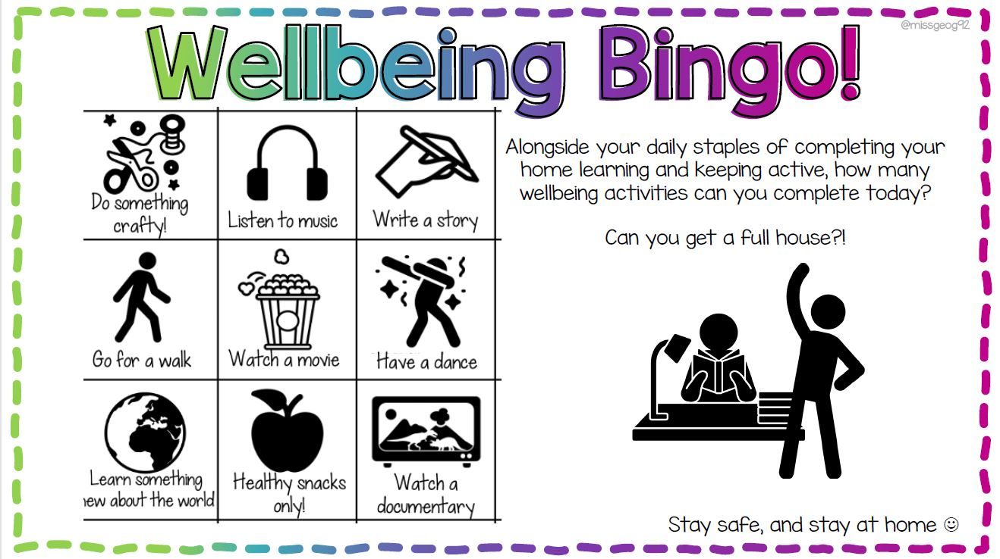 @missgeog92
Wellbeing Bingo!
Do something
crafty!
Listen to music
Write a story
Go for a walk
Watch a movie
Have a dance
Learn something
ew about the world
Healthy snacks
only!
Watch a
documentary
Alongside your daily staples of completing your
home learning and keeping active, how many
wellbeing activities can you complete today?
Can you get a full house?!
Stay safe, and stay at home ☺